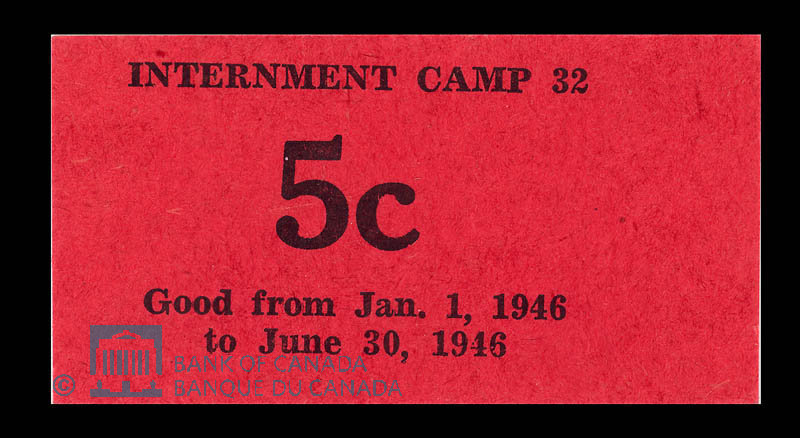 INTERNMENT CAMP 32
5c
Good from Jan. 1, 1946
to June 30, 1946
© BANK OF CANADA
BANQUE DU CANADA